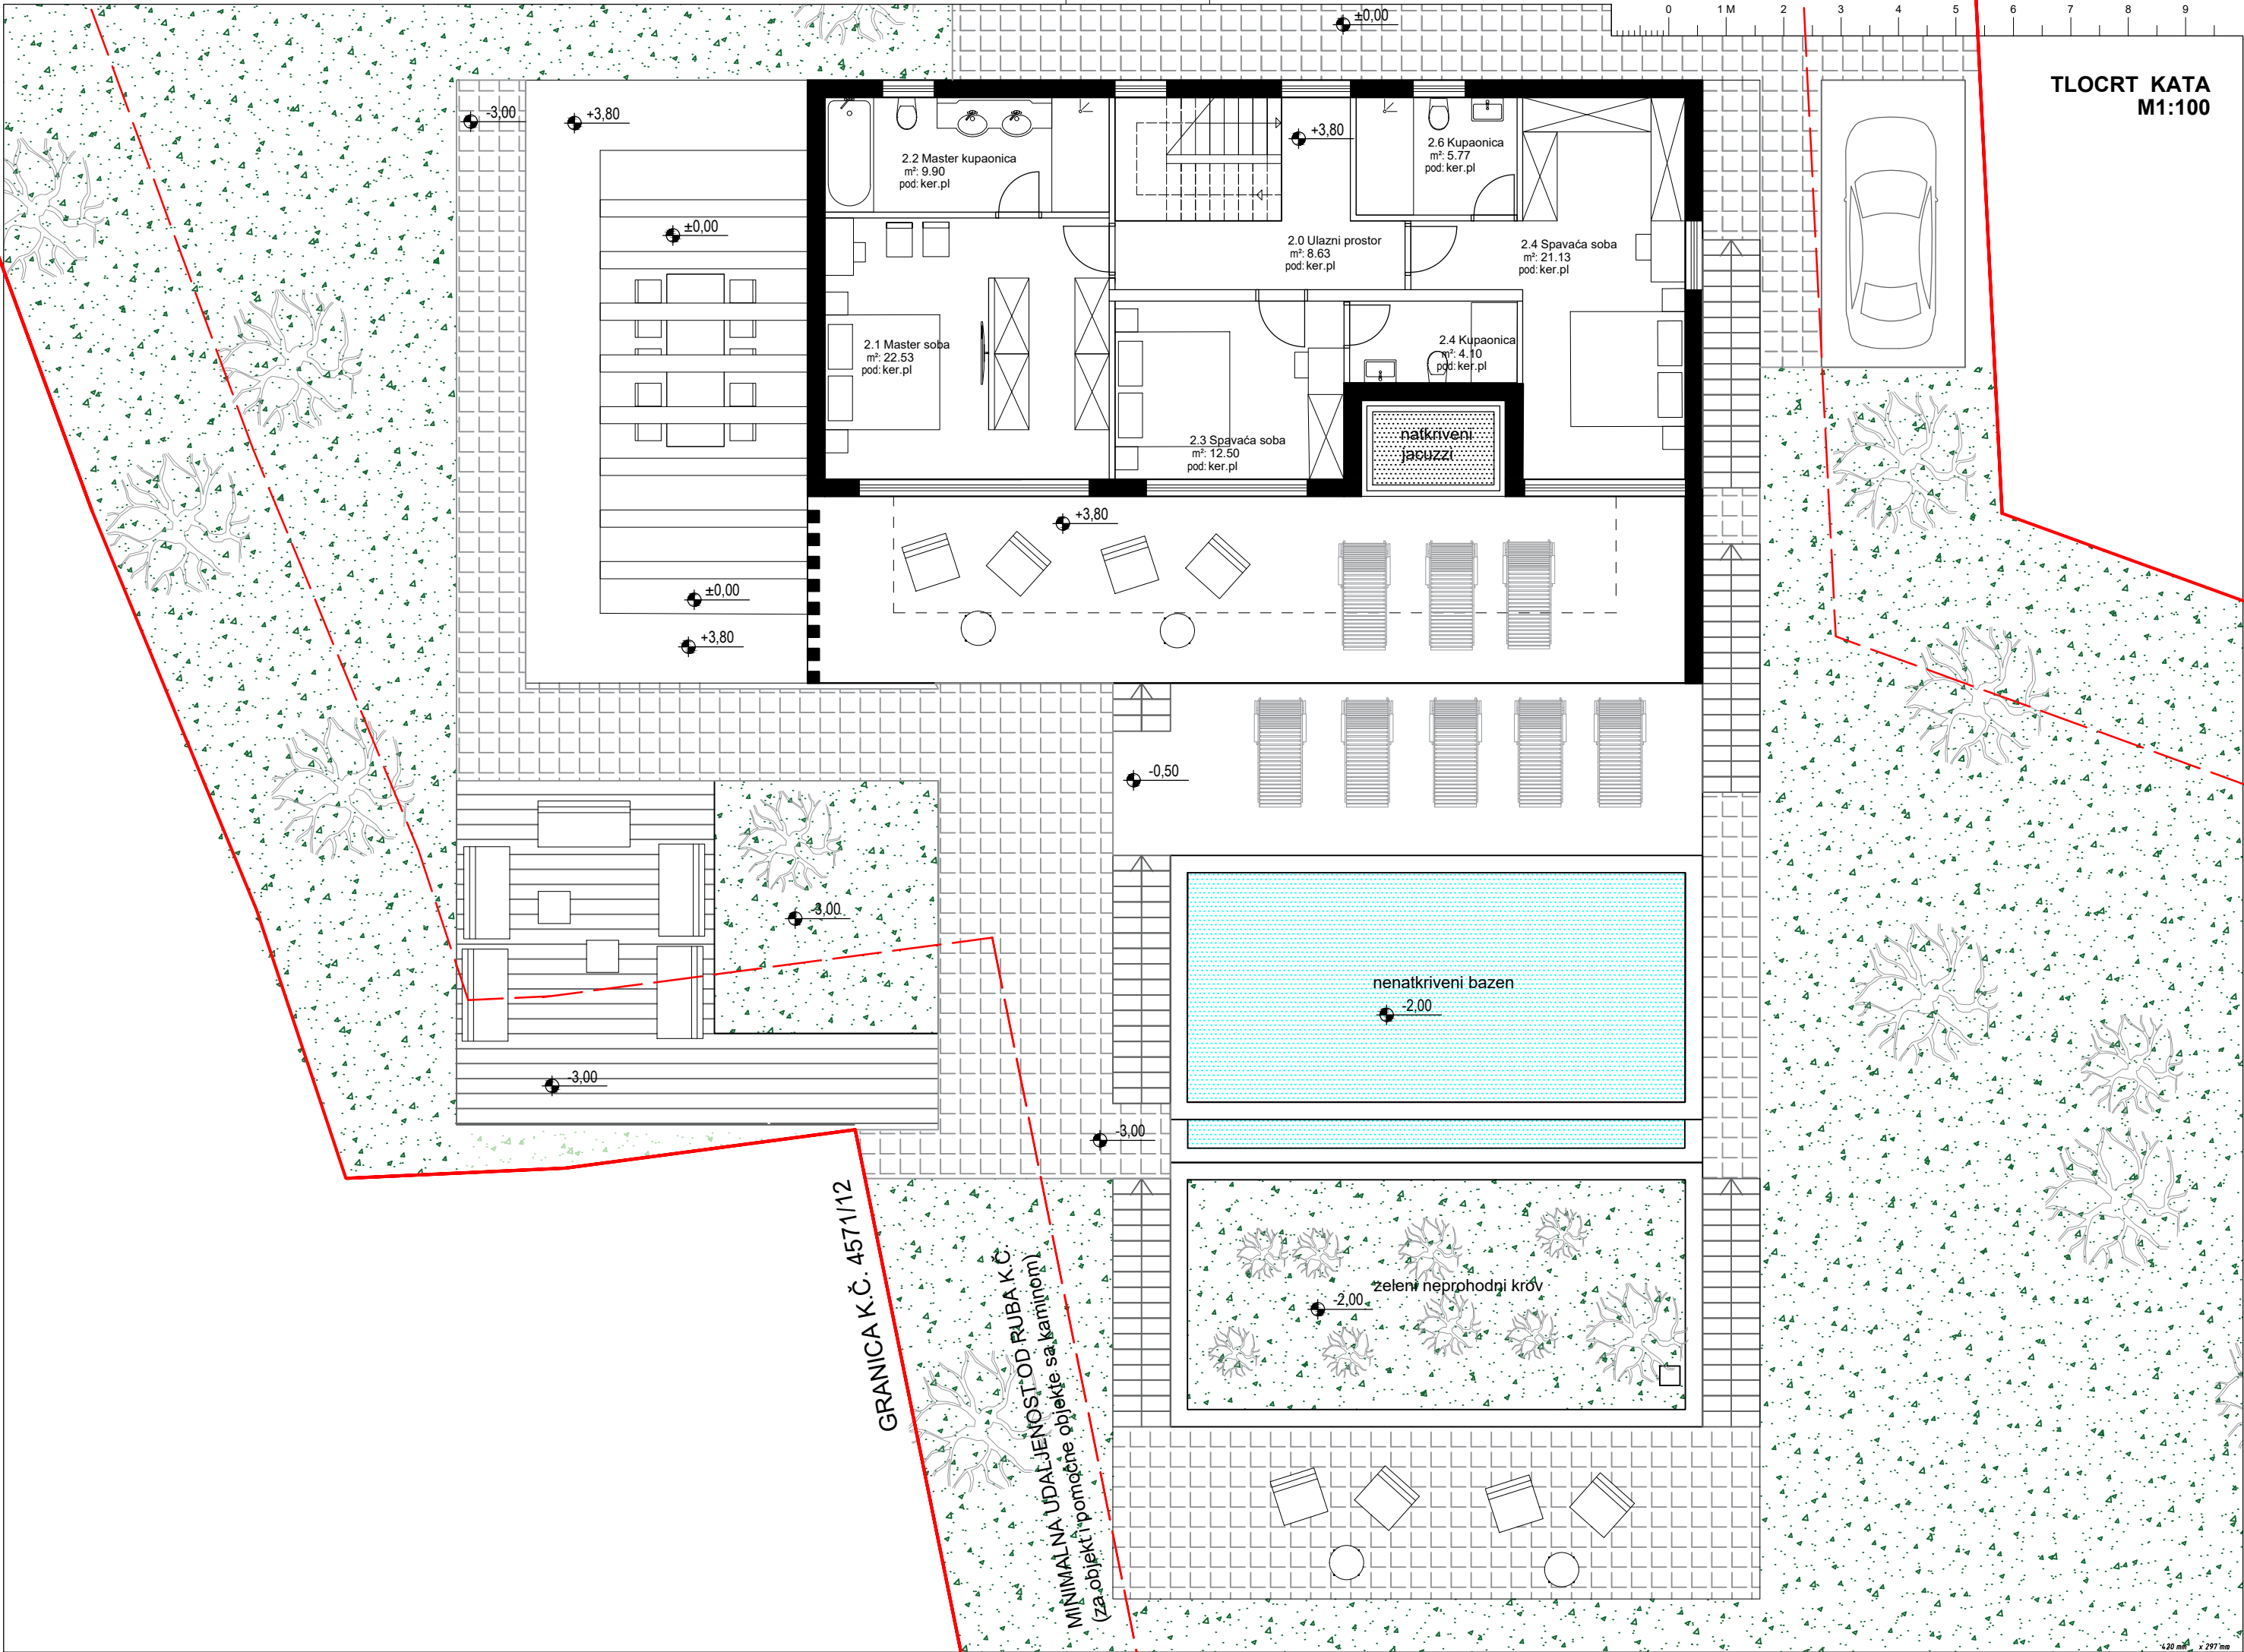 ±0,00
0 1 M 2 3 4 5 6 7 8 9
TLOCRT KATA
M1:100
-3,00
+3,80
+3,80
2.2 Master kupaonica
m²: 9.90
pod: ker.pl
2.6 Kupaonica
m²: 5.77
pod: ker.pl
±0,00
2.0 Ulazni prostor
m²: 8.63
pod: ker.pl
2.4 Spavaća soba
m²: 21.13
pod: ker.pl
2.1 Master soba
m²: 22.53
pod: ker.pl
2.4 Kupaonica
m²: 4.10
pod: ker.pl
2.3 Spavaća soba
m²: 12.50
pod: ker.pl
natkriveni
jacuzzi
+3,80
±0,00
+3,80
-0,50
-3,00
nenatkriveni bazen
-2,00
-3,00
-3,00
GRANICA K.Č. 4571/12
MINIMALNA UDALJENOST OD RUBA K.Č.
(za objekt i pomoćne objekte sa kaminom)
zeleni neprohodni krov
-2,00
420 mm x 297 mm